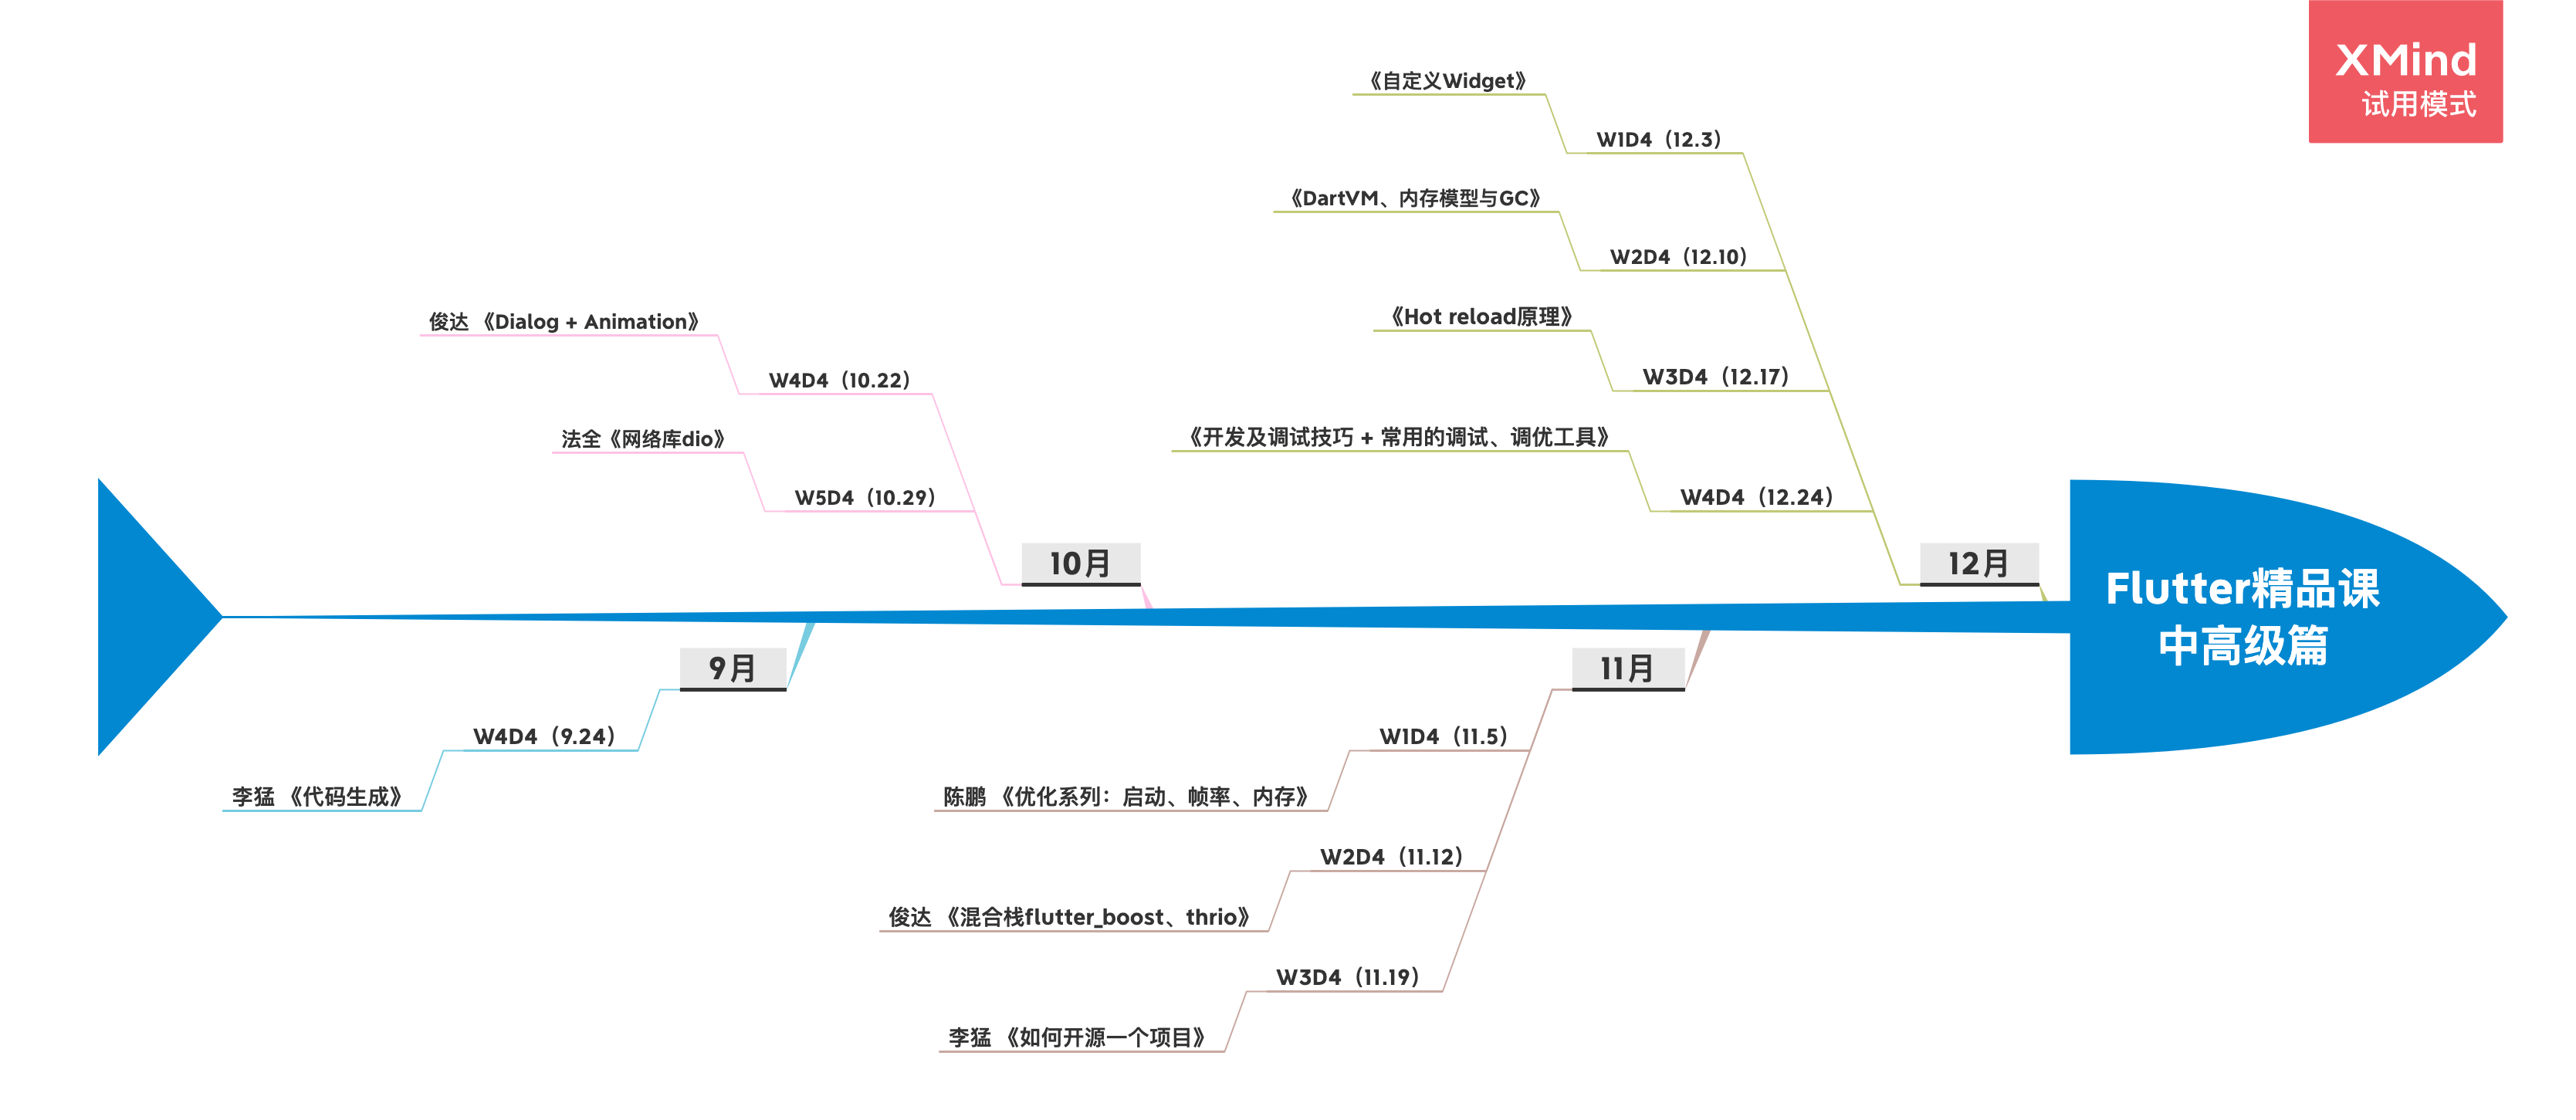 XMind
试用模式
《自定义Widget》
W1D4（12.3）
《DartVM、内存模型与GC》
W2D4（12.10）
《Hot reload原理》
W3D4（12.17）
《开发及调试技巧 + 常用的调试、调优工具》
W4D4（12.24）
12月
俊达 《Dialog + Animation》
W4D4（10.22）
法全《网络库dio》
W5D4（10.29）
10月
Flutter精品课
中高级篇
9月
W4D4（9.24）
李猛 《代码生成》
11月
W1D4（11.5）
陈鹏 《优化系列：启动、帧率、内存》
W2D4（11.12）
俊达 《混合栈flutter_boost、thrio》
W3D4（11.19）
李猛 《如何开源一个项目》